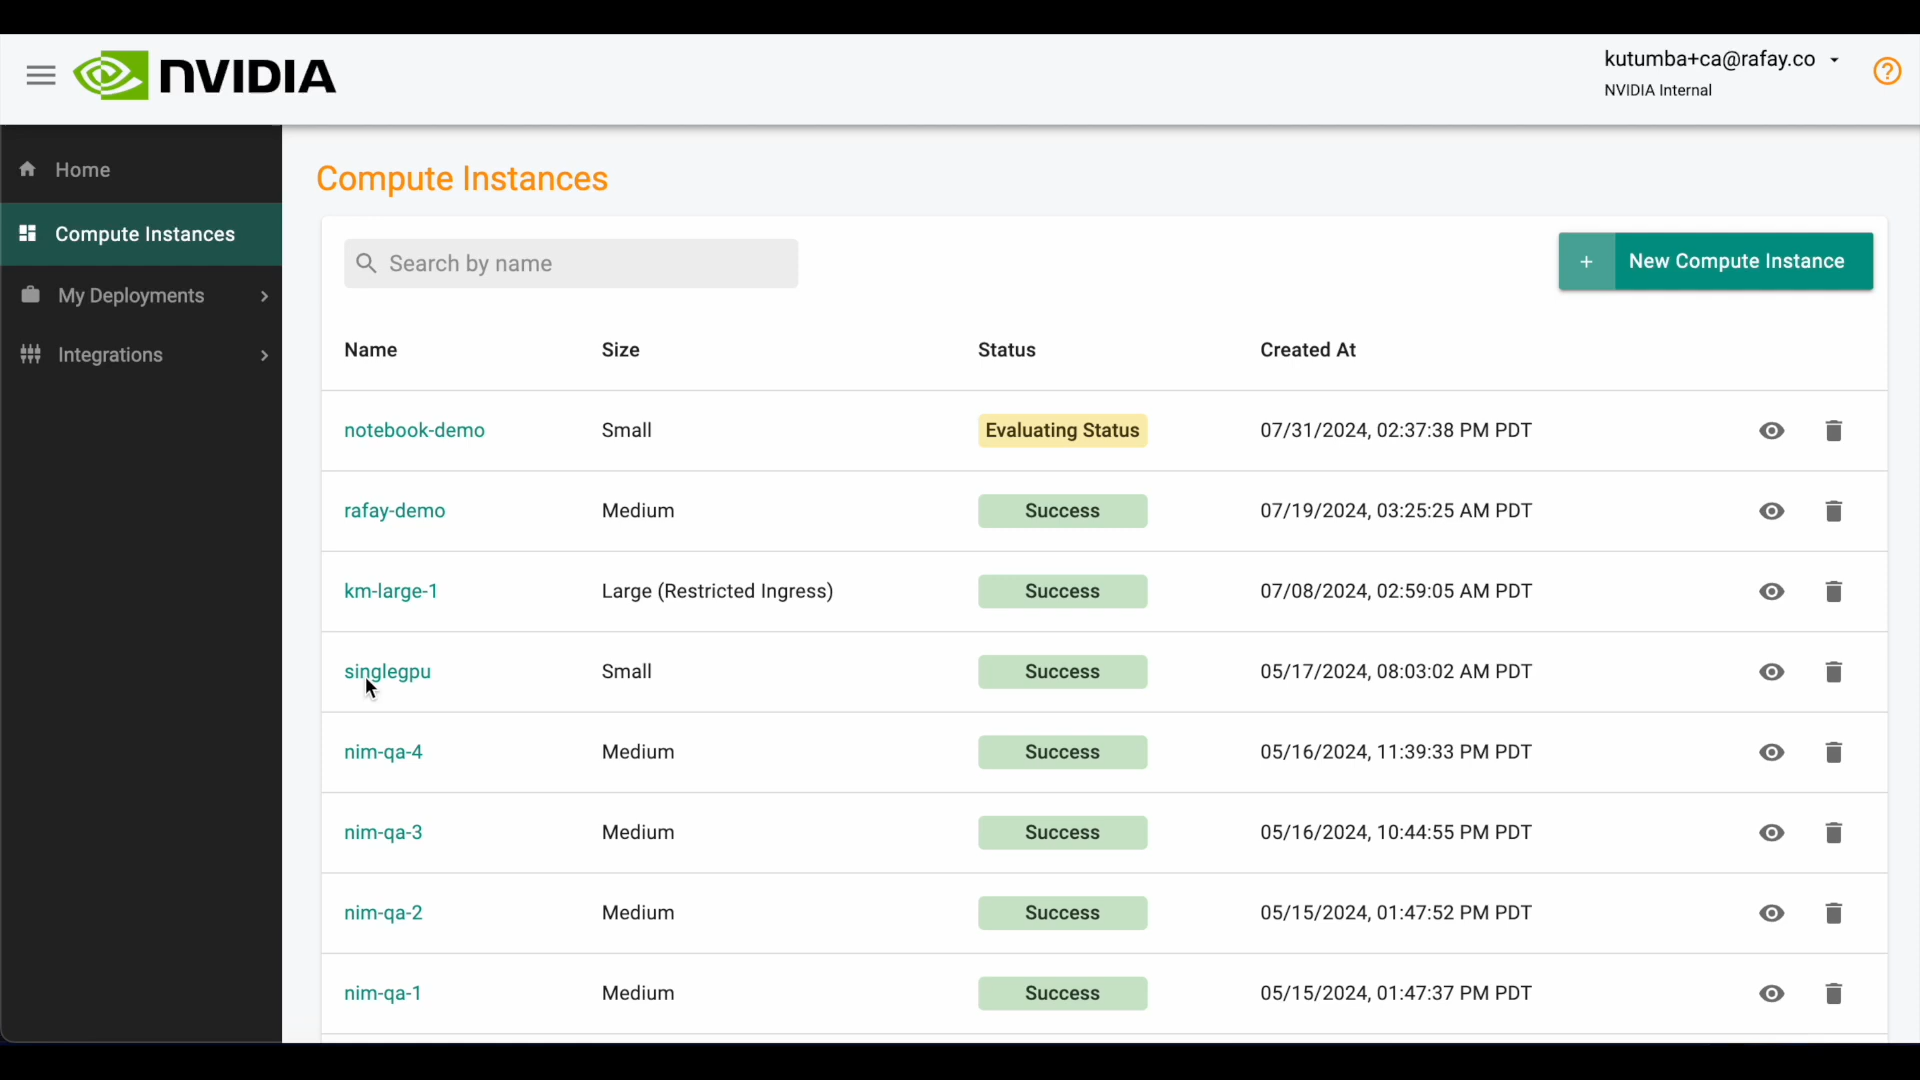 NVIDIA
kutumba+ca@rafay.co
NVIDIA Internal
Home
Compute Instances
My Deployments
Integrations
Compute Instances
Search by name
+ New Compute Instance
Name Size Status Created At
notebook-demo Small Evaluating Status 07/31/2024, 02:37:38 PM PDT
rafay-demo Medium Success 07/19/2024, 03:25:25 AM PDT
km-large-1 Large (Restricted Ingress) Success 07/08/2024, 02:59:05 AM PDT
singlegpu Small Success 05/17/2024, 08:03:02 AM PDT
nim-qa-4 Medium Success 05/16/2024, 11:39:33 PM PDT
nim-qa-3 Medium Success 05/16/2024, 10:44:55 PM PDT
nim-qa-2 Medium Success 05/15/2024, 01:47:52 PM PDT
nim-qa-1 Medium Success 05/15/2024, 01:47:37 PM PDT